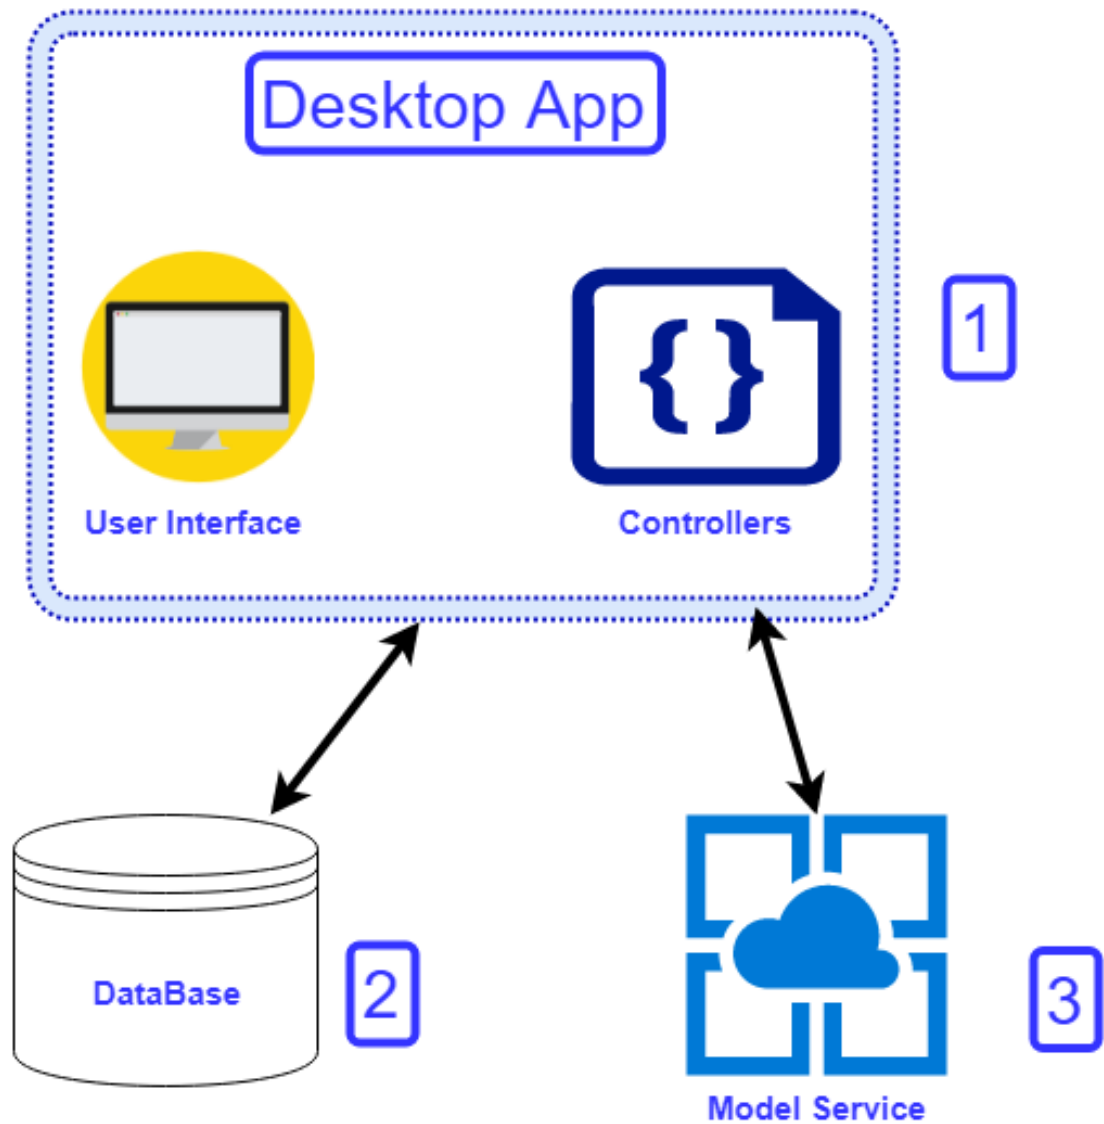 Desktop App
{}
1
User Interface
Controllers
DataBase
2
3
Model Service